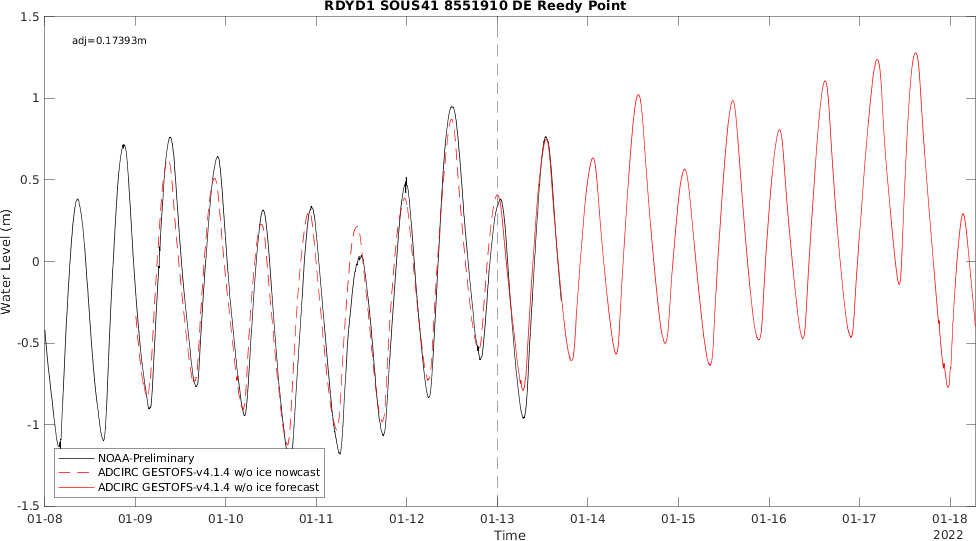 RDYD1 SOUS41 8551910 DE Reedy Point
adj=0.17393m
Water Level (m)
1.5
1
0.5
0
-0.5
-1
-1.5
NOAA-Preliminary
ADCIRC GESTOFS-v4.1.4 w/o ice nowcast
ADCIRC GESTOFS-v4.1.4 w/o ice forecast
01-08 01-09 01-10 01-11 01-12 01-13 01-14 01-15 01-16 01-17 01-18
Time
2022